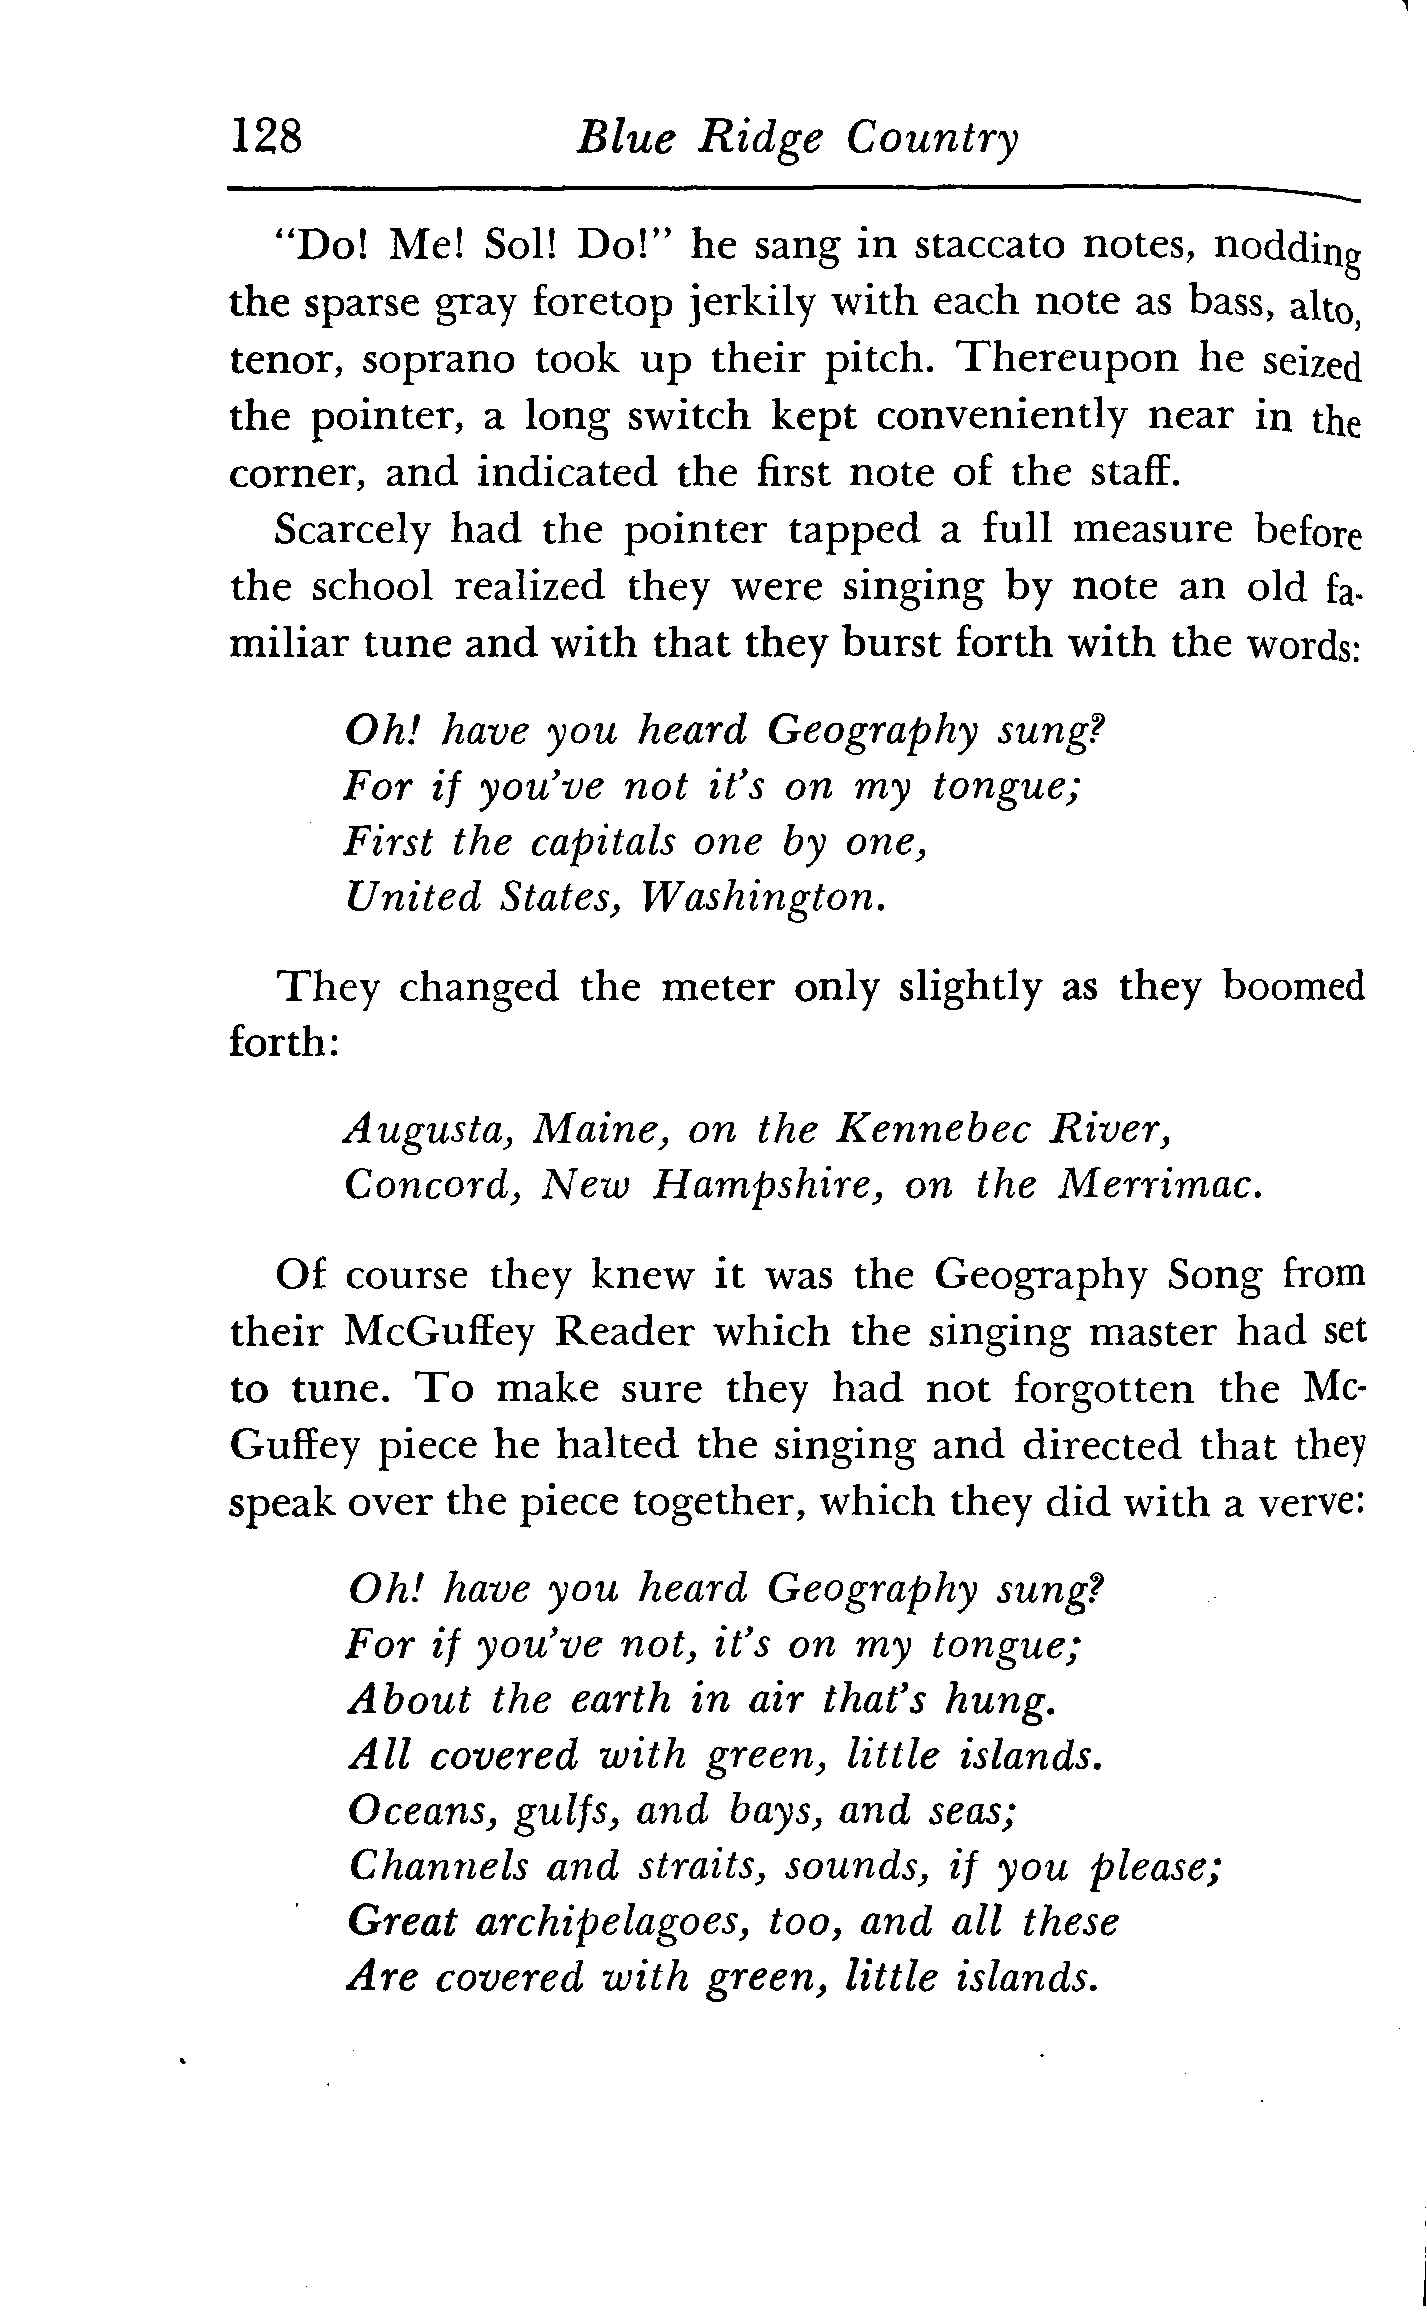 128 Blue Ridge Country
"Do! Me! Sol! Do!" he sang in staccato notes, nodding
the sparse gray foretop jerkily with each note as bass, alto,
tenor, soprano took up their pitch. Thereupon he seized
the pointer, a long switch kept conveniently near in the
corner, and indicated the first note of the staff.
Scarcely had the pointer tapped a full measure before
the school realized they were singing by note an old fa-
miliar tune and with that they burst forth with the words:
Oh! have you heard Geography sung?
For if you've not it's on my tongue;
First the capitals one by one,
United States, Washington.
They changed the meter only slightly as they boomed
forth:
Augusta, Maine, on the Kennebec River,
Concord, New Hampshire, on the Merrimac.
Of course they knew it was the Geography Song from
their McGuffey Reader which the singing master had set
to tune. To make sure they had not forgotten the Mc-
Guffey piece he halted the singing and directed that they
speak over the piece together, which they did with a verve:
Oh! have you heard Geography sung?
For if you've not, it's on my tongue;
About the earth in air that's hung.
All covered with green, little islands.
Oceans, gulfs, and bays, and seas;
Channels and straits, sounds, if you please;
Great archipelagoes, too, and all these
Are covered with green, little islands.